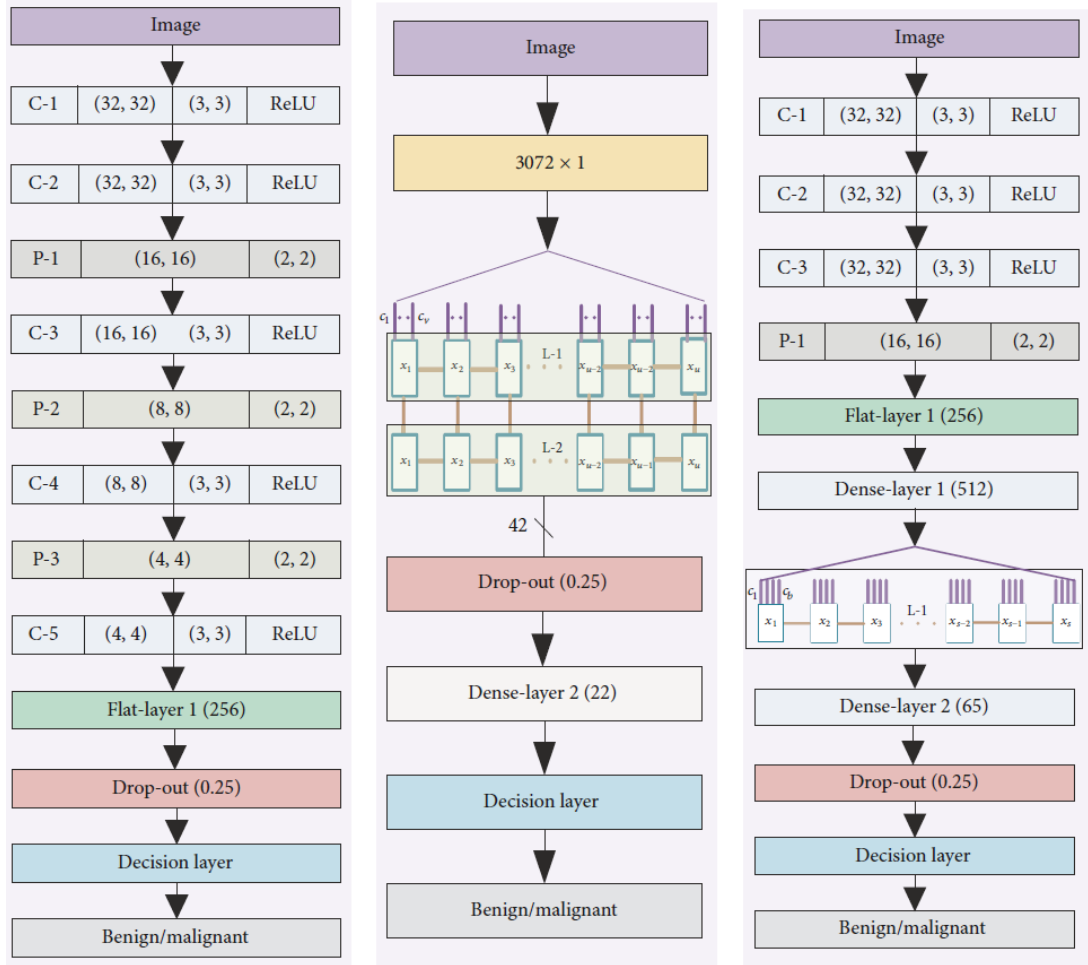 Image
C-1 (32, 32) (3, 3) ReLU
C-2 (32, 32) (3, 3) ReLU
P-1 (16, 16) (2, 2)
C-3 (16, 16) (3, 3) ReLU
P-2 (8, 8) (2, 2)
C-4 (8, 8) (3, 3) ReLU
P-3 (4, 4) (2, 2)
C-5 (4, 4) (3, 3) ReLU
Flat-layer 1 (256)
Drop-out (0.25)
Decision layer
Benign/malignant
Image
3072 × 1
c₁ cᵥ
L-1
x₁ x₂ x₃ · · · xᵤ₋₂ xᵤ₋₂ xᵤ
L-2
x₁ x₂ x₃ · · · xᵤ₋₂ xᵤ₋₁ xᵤ
42
Drop-out (0.25)
Dense-layer 2 (22)
Decision layer
Benign/malignant
Image
C-1 (32, 32) (3, 3) ReLU
C-2 (32, 32) (3, 3) ReLU
C-3 (32, 32) (3, 3) ReLU
P-1 (16, 16) (2, 2)
Flat-layer 1 (256)
Dense-layer 1 (512)
c₁ c_b
L-1
x₁ x₂ x₃ · · · xₛ₋₂ xₛ₋₁ xₛ
Dense-layer 2 (65)
Drop-out (0.25)
Decision layer
Benign/malignant